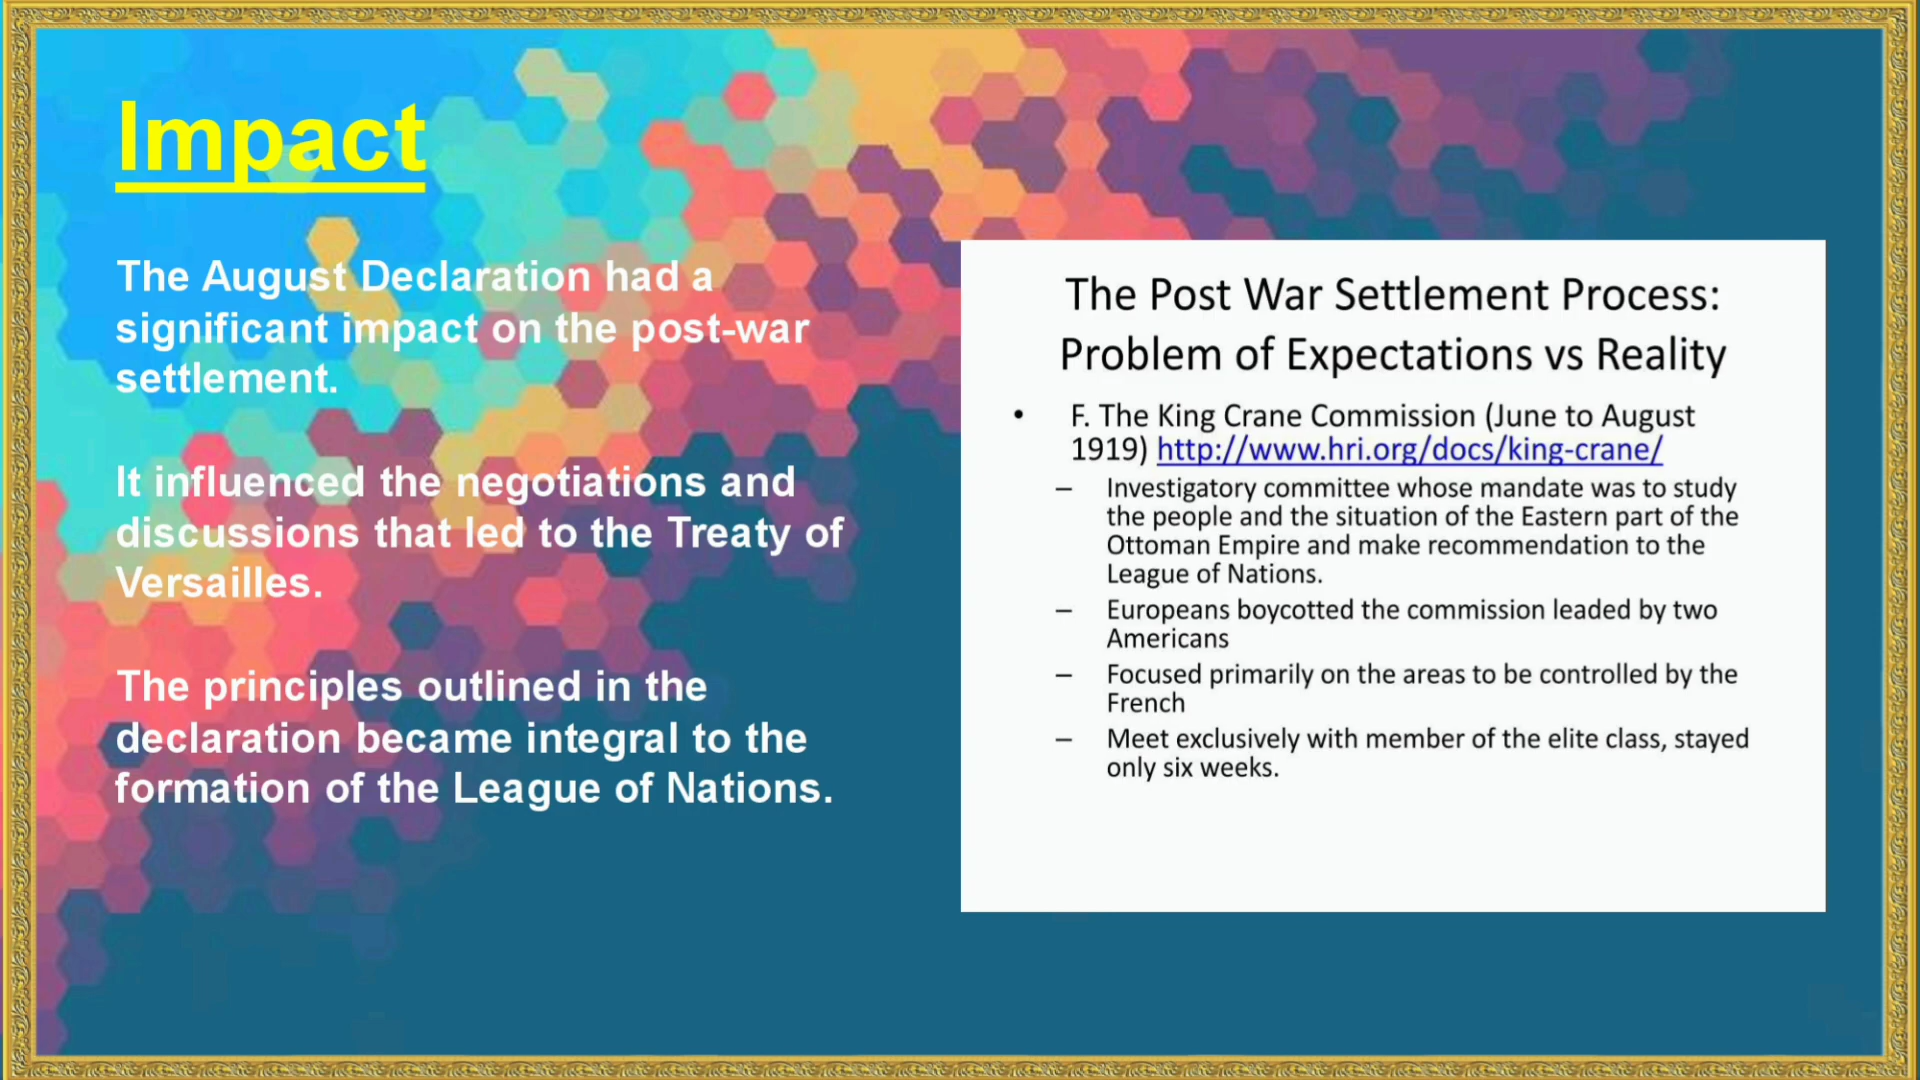 Impact
The August Declaration had a
significant impact on the post-war
settlement.
It influenced the negotiations and
discussions that led to the Treaty of
Versailles.
The principles outlined in the
declaration became integral to the
formation of the League of Nations.
The Post War Settlement Process:
Problem of Expectations vs Reality
• F. The King Crane Commission (June to August
1919) http://www.hri.org/docs/king-crane/
– Investigatory committee whose mandate was to study
the people and the situation of the Eastern part of the
Ottoman Empire and make recommendation to the
League of Nations.
– Europeans boycotted the commission leaded by two
Americans
– Focused primarily on the areas to be controlled by the
French
– Meet exclusively with member of the elite class, stayed
only six weeks.